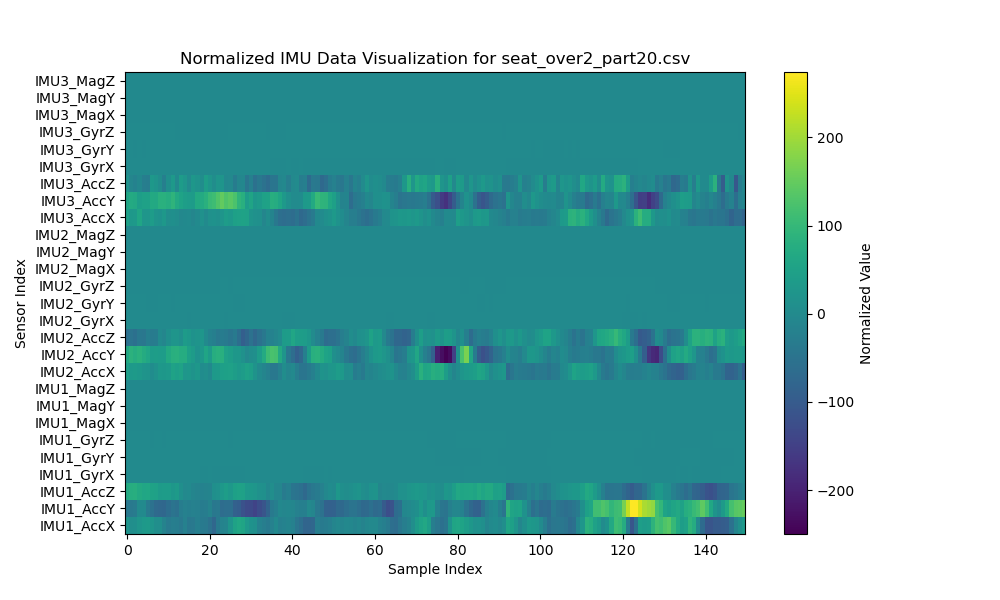 Normalized IMU Data Visualization for seat_over2_part20.csv
IMU3_MagZ
IMU3_MagY
IMU3_MagX
IMU3_GyrZ
IMU3_GyrY
IMU3_GyrX
IMU3_AccZ
IMU3_AccY
IMU3_AccX
IMU2_MagZ
IMU2_MagY
IMU2_MagX
IMU2_GyrZ
IMU2_GyrY
IMU2_GyrX
IMU2_AccZ
IMU2_AccY
IMU2_AccX
IMU1_MagZ
IMU1_MagY
IMU1_MagX
IMU1_GyrZ
IMU1_GyrY
IMU1_GyrX
IMU1_AccZ
IMU1_AccY
IMU1_AccX
Sensor Index
0 20 40 60 80 100 120 140
Sample Index
200
100
0
−100
−200
Normalized Value